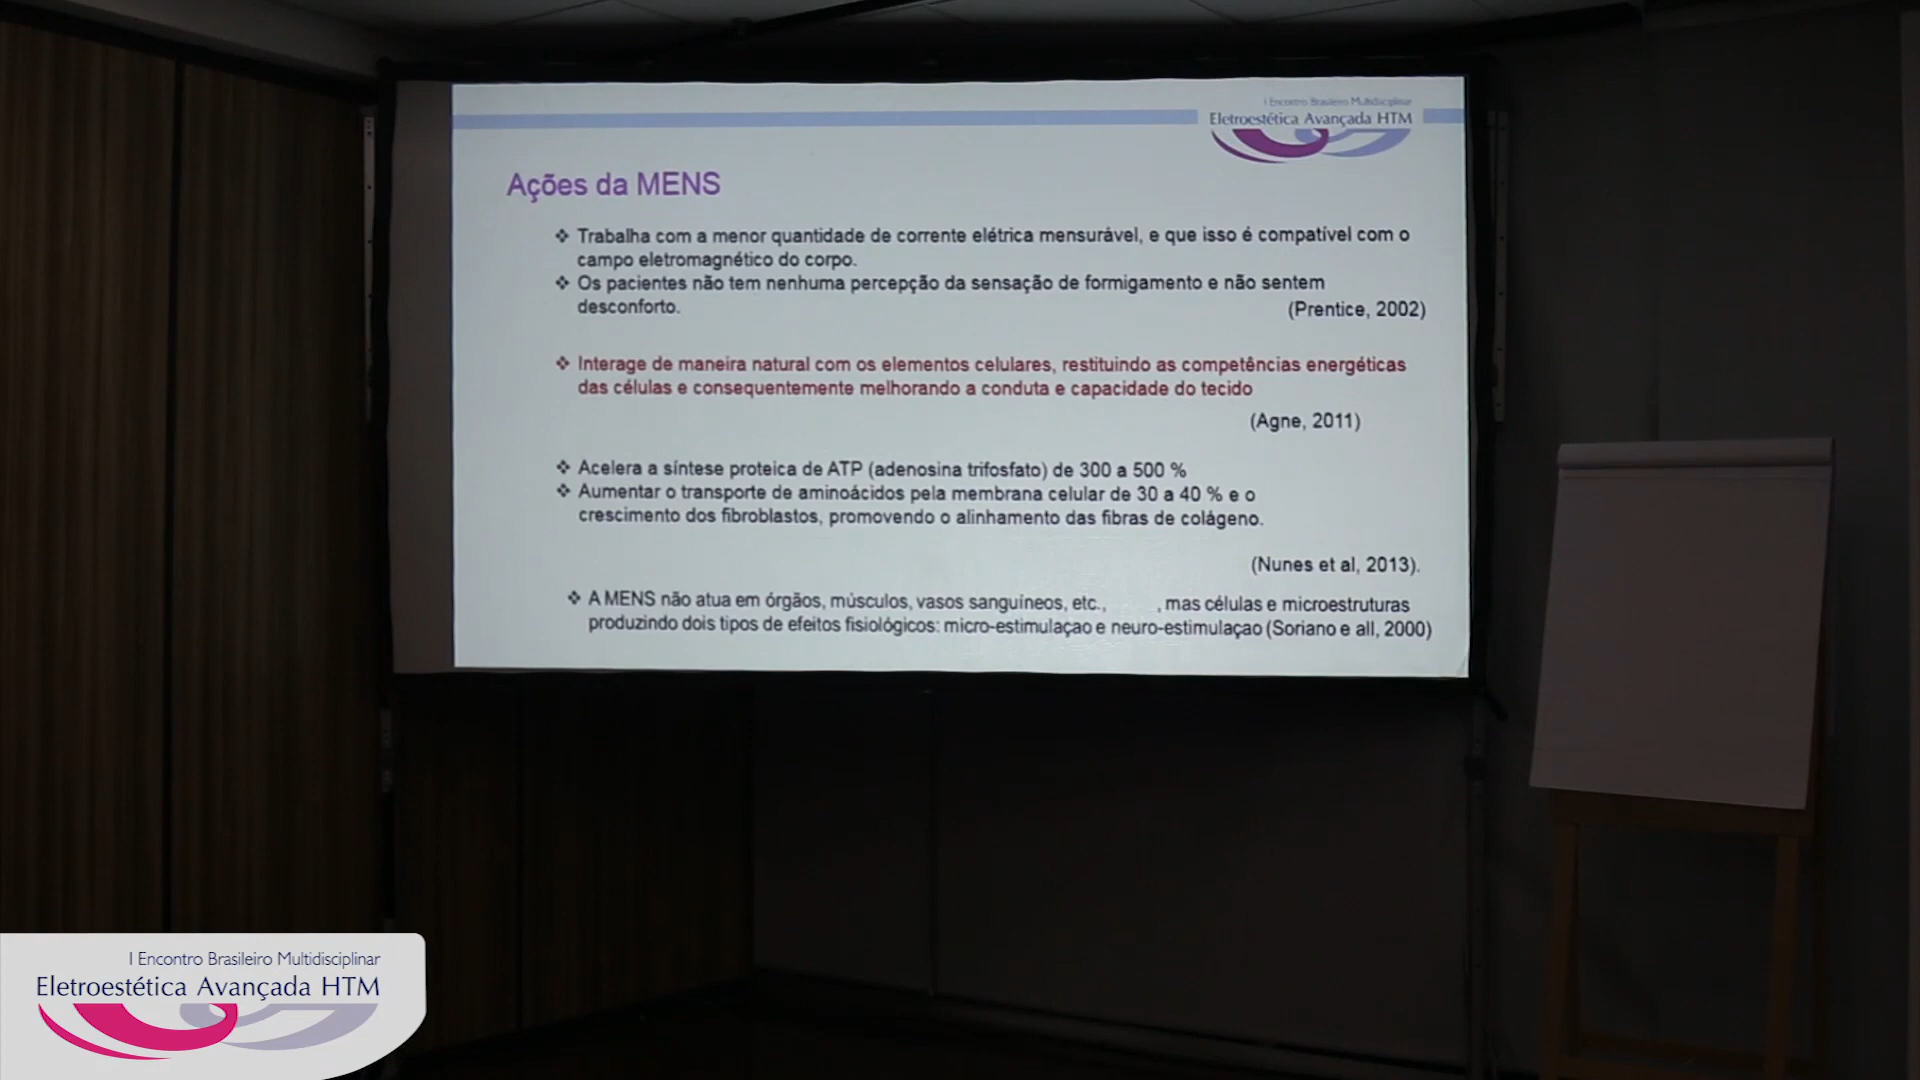 I Encontro Brasileiro Multidisciplinar
Eletroestética Avançada HTM
Ações da MENS
❖ Trabalha com a menor quantidade de corrente elétrica mensurável, e que isso é compatível com o
campo eletromagnético do corpo.
❖ Os pacientes não tem nenhuma percepção da sensação de formigamento e não sentem
desconforto.
(Prentice, 2002)
❖ Interage de maneira natural com os elementos celulares, restituindo as competências energéticas
das células e consequentemente melhorando a conduta e capacidade do tecido
(Agne, 2011)
❖ Acelera a síntese proteica de ATP (adenosina trifosfato) de 300 a 500 %
❖ Aumentar o transporte de aminoácidos pela membrana celular de 30 a 40 % e o
crescimento dos fibroblastos, promovendo o alinhamento das fibras de colágeno.
(Nunes et al, 2013).
❖ A MENS não atua em órgãos, músculos, vasos sanguíneos, etc., , mas células e microestruturas
produzindo dois tipos de efeitos fisiológicos: micro-estimulaçao e neuro-estimulaçao (Soriano e all, 2000)
I Encontro Brasileiro Multidisciplinar
Eletroestética Avançada HTM